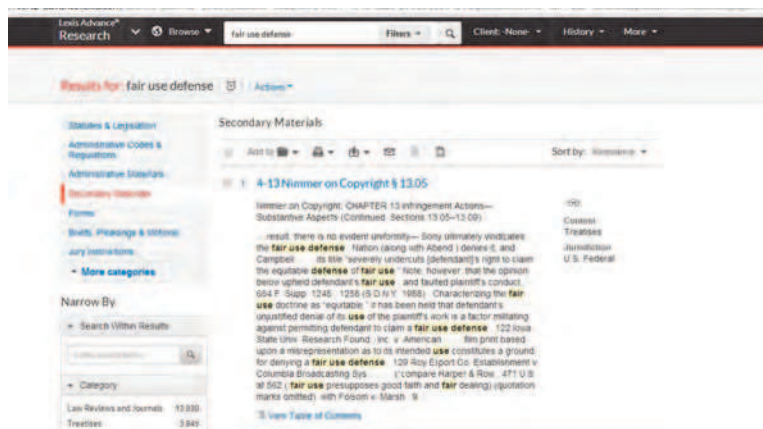 Lexis Advance®
Research Browse fair use defense Filters Client: -None- History More
Results for: fair use defense Actions
Statutes & Legislation
Administrative Codes & Regulations
Administrative Materials
Secondary Materials
Forms
Briefs, Pleadings & Motions
Jury Instructions
More categories
Narrow By
Search Within Results
Category
Law Reviews and Journals 13,930
Treatises 3,845
Secondary Materials
Add to
Sort by: Relevance
1 4-13 Nimmer on Copyright § 13.05
Nimmer on Copyright, CHAPTER 13 Infringement Actions—
Substantive Aspects (Continued: Sections 13.05–13.09)
result, there is no evident uniformity— Sony ultimately vindicates
the fair use defense Nation (along with Abend) denies it, and
Campbell its title "severely undercuts [defendant's] right to claim
the equitable defense of fair use" Note, however, that the opinion
below upheld defendant's fair use and faulted plaintiff's conduct.
F. Supp. 1246, 1256 (S.D.N.Y. 1988) Characterizing the fair
use doctrine as "equitable," it has been held that defendant's
unjustified denial of its use of the plaintiff's work is a factor militating
against permitting defendant to claim a fair use defense 122 Iowa
State Univ. Research Found., Inc. v. American film print based
upon a misrepresentation as to its intended use constitutes a ground
for denying a fair use defense 129 Roy Export Co. Establishment v.
Columbia Broadcasting Sys. (compare Harper & Row, 471 U.S.
at 562 (fair use presupposes good faith and fair dealing) (quotation
marks omitted) with Folsom v. Marsh, 9
View Table of Contents
Content
Treatises
Jurisdiction
U.S. Federal